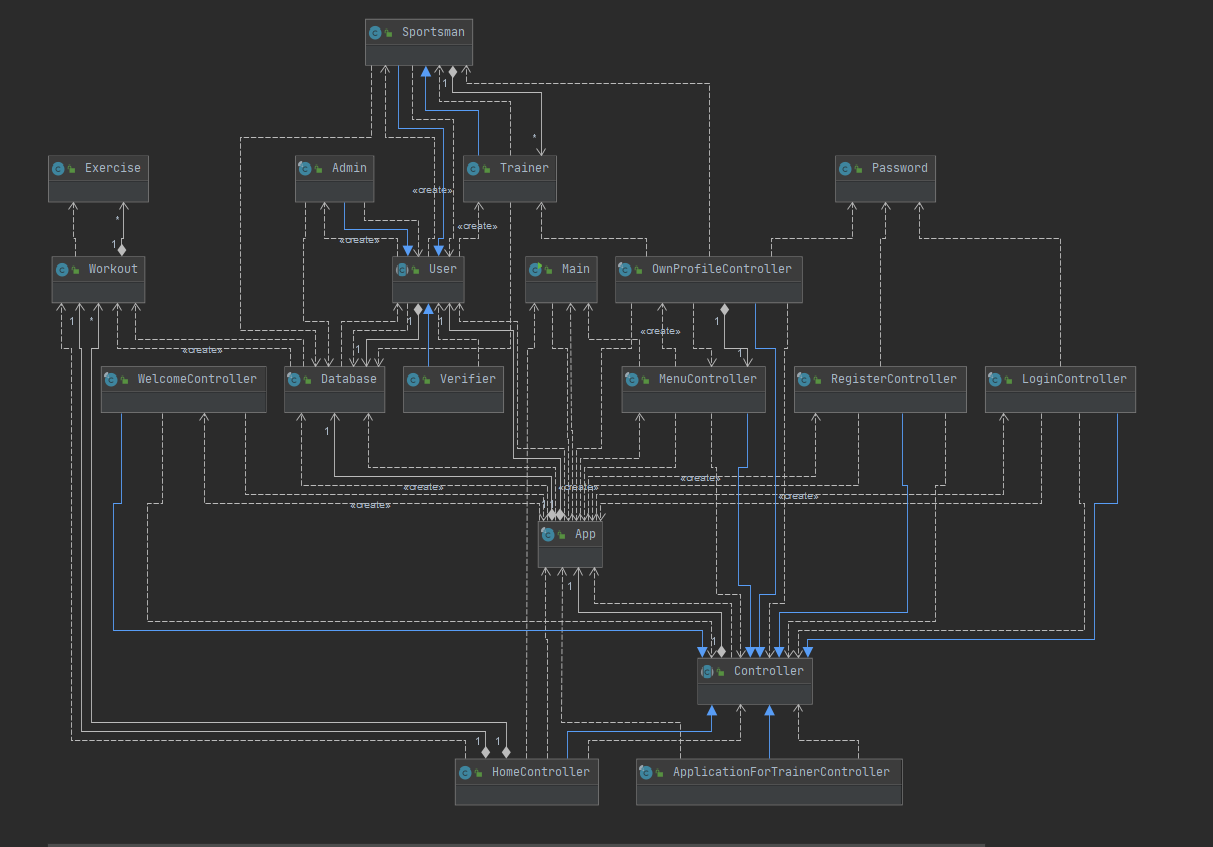 Sportsman
1
*
Exercise
Admin
Trainer
Password
«create»
*
«create»
1
«create»
Workout
User
Main
OwnProfileController
1
*
1
1
1
«create»
«create»
1
1
WelcomeController
Database
Verifier
MenuController
RegisterController
LoginController
1
«create»
«create»
«create»
«create»
«create»
App
1
1
Controller
1
1
HomeController
ApplicationForTrainerController